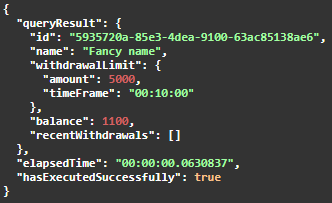 {
  "queryResult": {
    "id": "5935720a-85e3-4dea-9100-63ac85138ae6",
    "name": "Fancy name",
    "withdrawalLimit": {
      "amount": 5000,
      "timeFrame": "00:10:00"
    },
    "balance": 1100,
    "recentWithdrawals": []
  },
  "elapsedTime": "00:00:00.0630837",
  "hasExecutedSuccessfully": true
}